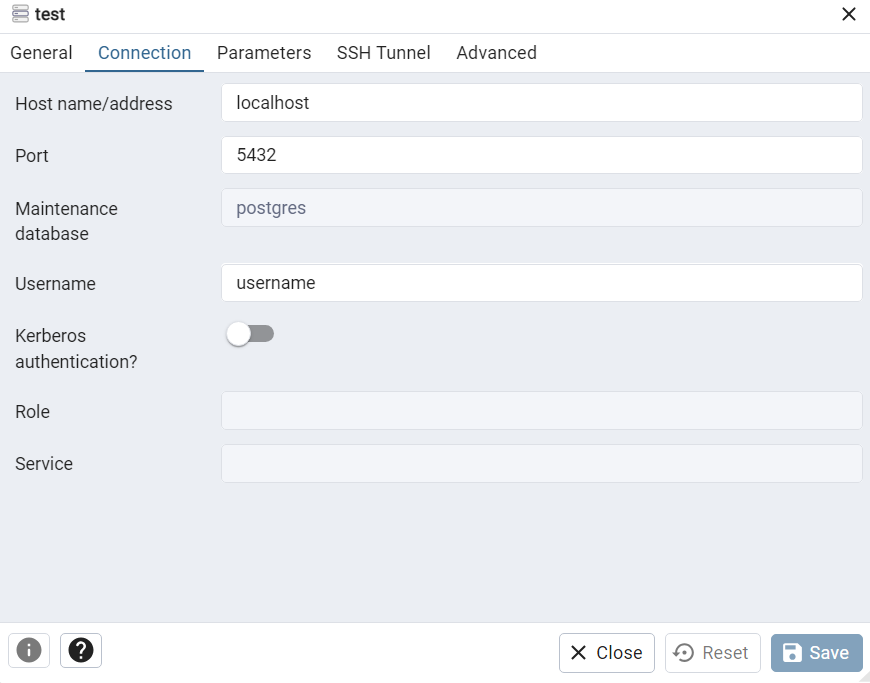 test
General Connection Parameters SSH Tunnel Advanced
Host name/address localhost
Port 5432
Maintenance database postgres
Username username
Kerberos authentication?
Role
Service
Close Reset Save